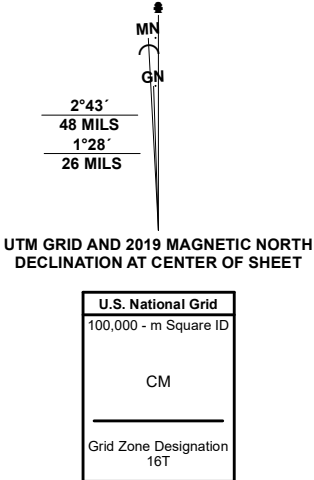 MN
GN
2°43´
48 MILS
1°28´
26 MILS
UTM GRID AND 2019 MAGNETIC NORTH
DECLINATION AT CENTER OF SHEET
U.S. National Grid
100,000 - m Square ID
CM
Grid Zone Designation
16T